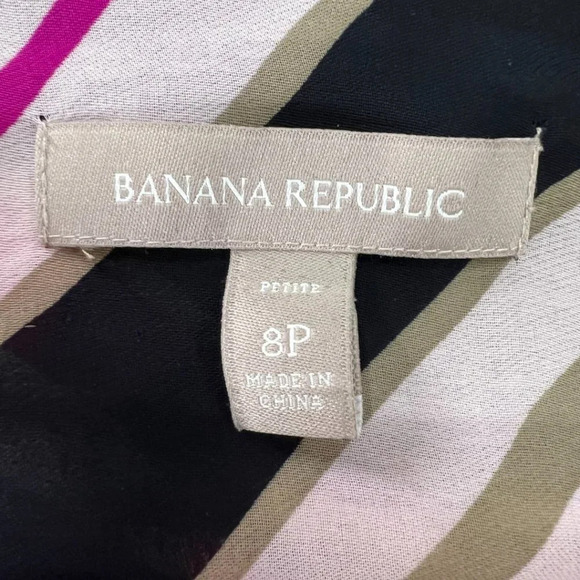 BANANA REPUBLIC
PETITE
8P
MADE IN
CHINA